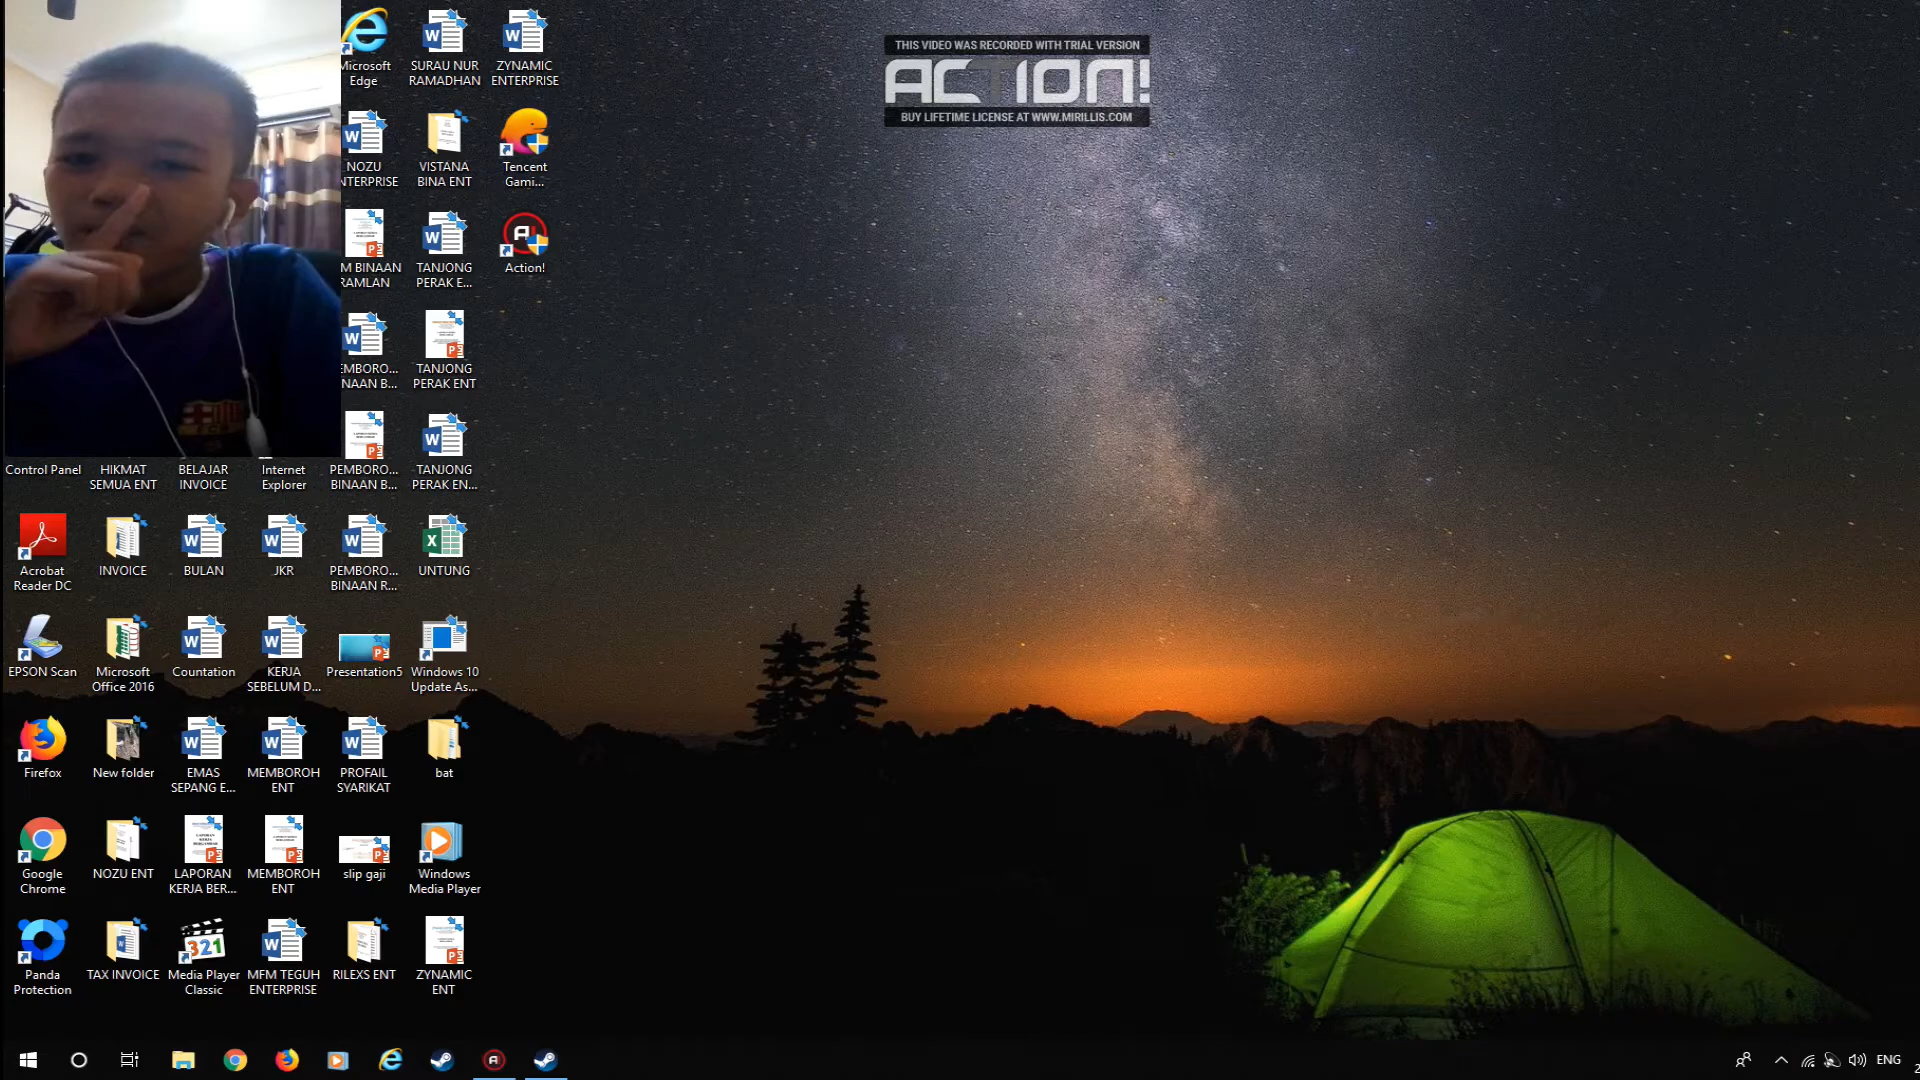 THIS VIDEO WAS RECORDED WITH TRIAL VERSION
ACTION!
BUY LIFETIME LICENSE AT WWW.MIRILLIS.COM
Microsoft
Edge
SURAU NUR
RAMADHAN
ZYNAMIC
ENTERPRISE
NOZU
NTERPRISE
VISTANA
BINA ENT
Tencent
Gami...
M BINAAN
RAMLAN
TANJONG
PERAK E...
Action!
EMBORO...
NAAN B...
TANJONG
PERAK ENT
Control Panel
HIKMAT
SEMUA ENT
BELAJAR
INVOICE
Internet
Explorer
PEMBORO...
BINAAN B...
TANJONG
PERAK EN...
Acrobat
Reader DC
INVOICE
BULAN
JKR
PEMBORO...
BINAAN R...
UNTUNG
EPSON Scan
Microsoft
Office 2016
Countation
KERJA
SEBELUM D...
Presentation5
Windows 10
Update As...
Firefox
New folder
EMAS
SEPANG E...
MEMBOROH
ENT
PROFAIL
SYARIKAT
bat
Google
Chrome
NOZU ENT
LAPORAN
KERJA BER...
MEMBOROH
ENT
slip gaji
Windows
Media Player
Panda
Protection
TAX INVOICE
321
Media Player
Classic
MFM TEGUH
ENTERPRISE
RILEXS ENT
ZYNAMIC
ENT
ENG